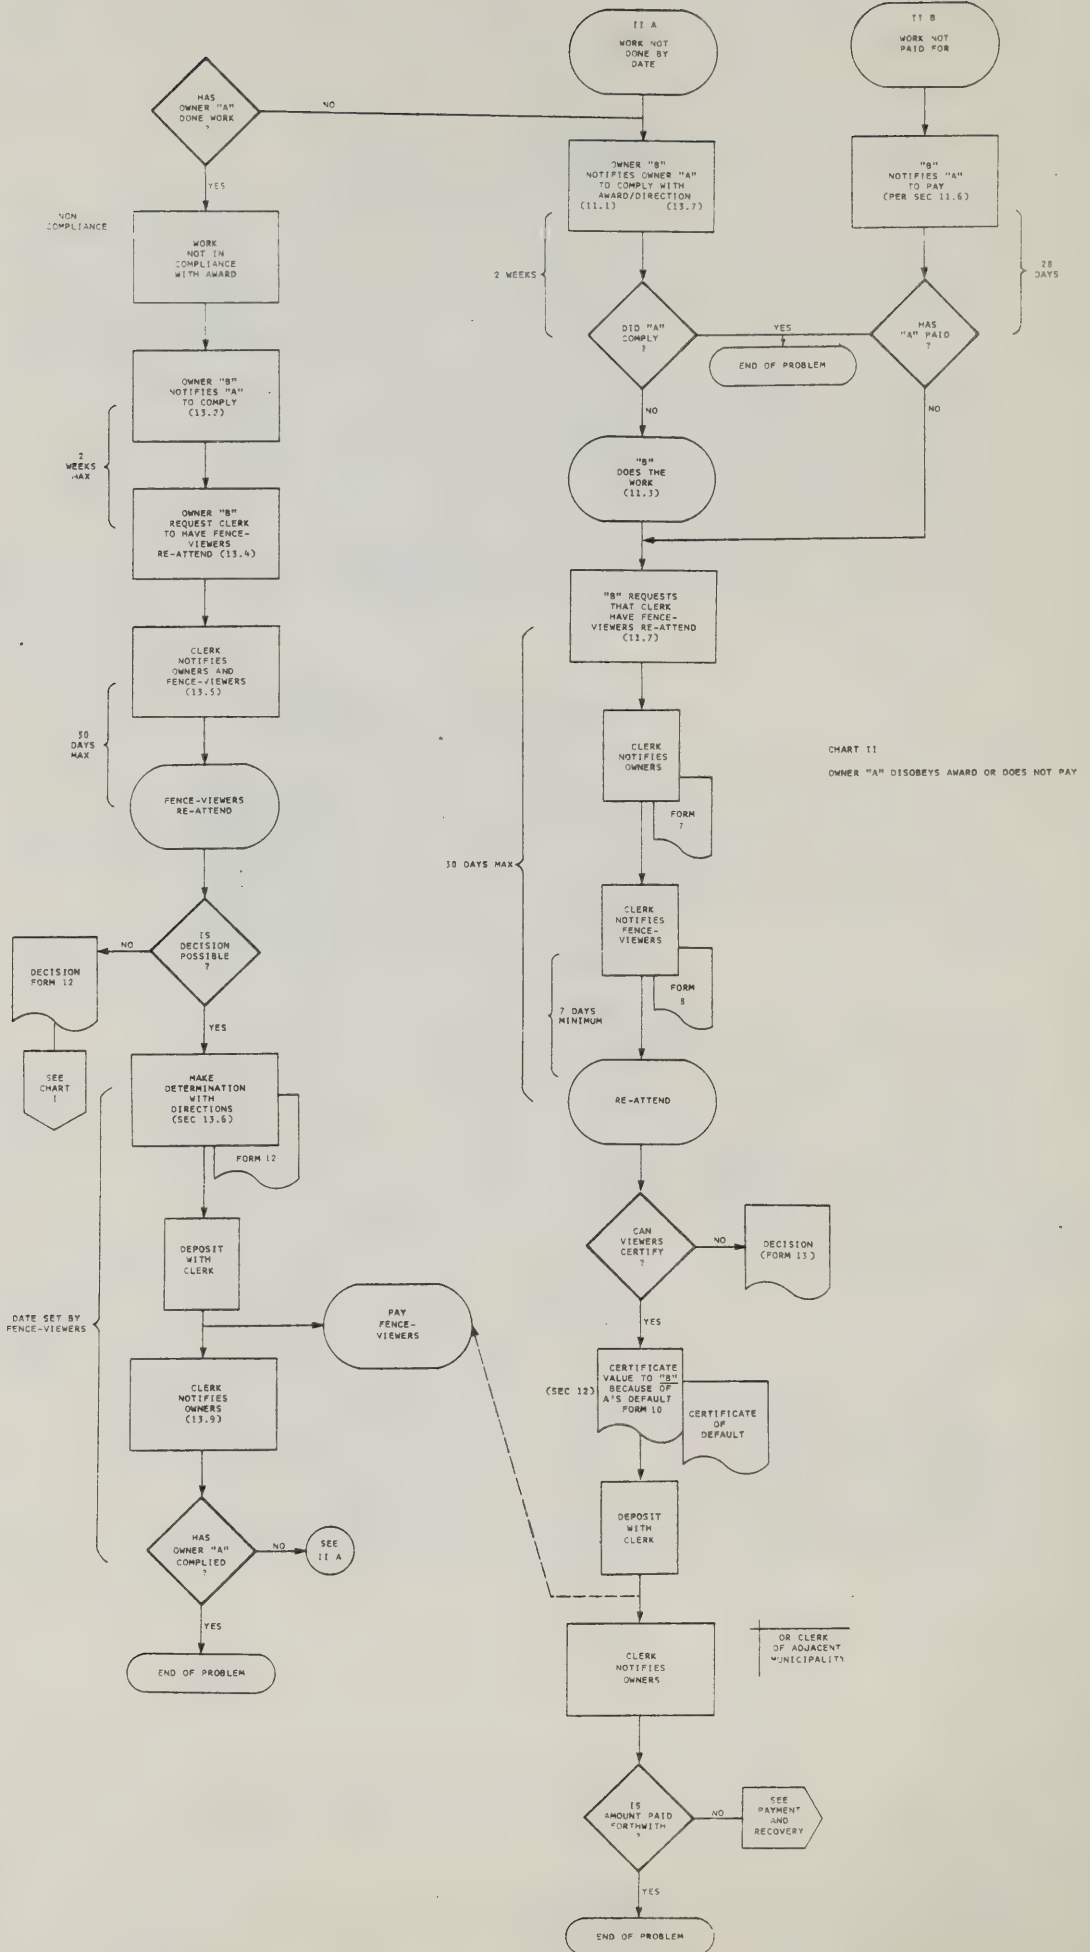 II A
WORK NOT
DONE BY
DATE
II B
WORK NOT
PAID FOR
HAS
OWNER "A"
DONE WORK
?
NO
YES
NON
COMPLIANCE
WORK
NOT IN
COMPLIANCE
WITH AWARD
OWNER "B"
NOTIFIES "A"
TO COMPLY
(13.2)
2
WEEKS
MAX
OWNER "B"
REQUEST CLERK
TO HAVE FENCE-
VIEWERS
RE-ATTEND (13.4)
CLERK
NOTIFIES
OWNERS AND
FENCE-VIEWERS
(13.5)
30
DAYS
MAX
FENCE-VIEWERS
RE-ATTEND
IS
DECISION
POSSIBLE
?
NO
DECISION
FORM 12
SEE
CHART
I
YES
MAKE
DETERMINATION
WITH
DIRECTIONS
(SEC 13.6)
FORM 12
DEPOSIT
WITH
CLERK
DATE SET BY
FENCE-VIEWERS
PAY
FENCE-
VIEWERS
CLERK
NOTIFIES
OWNERS
(13.9)
HAS
OWNER "A"
COMPLIED
?
NO
SEE
II A
YES
END OF PROBLEM
OWNER "B"
NOTIFIES OWNER "A"
TO COMPLY WITH
AWARD/DIRECTION
(11.1) (13.7)
"B"
NOTIFIES "A"
TO PAY
(PER SEC 11.6)
2 WEEKS
28
DAYS
DID "A"
COMPLY
?
YES
HAS
"A" PAID
?
END OF PROBLEM
NO
NO
"B"
DOES THE
WORK
(11.3)
"B" REQUESTS
THAT CLERK
HAVE FENCE-
VIEWERS RE-ATTEND
(11.7)
CLERK
NOTIFIES
OWNERS
FORM
7
CHART II
OWNER "A" DISOBEYS AWARD OR DOES NOT PAY
30 DAYS MAX
CLERK
NOTIFIES
FENCE-
VIEWERS
FORM
8
7 DAYS
MINIMUM
RE-ATTEND
CAN
VIEWERS
CERTIFY
?
NO
DECISION
(FORM 13)
YES
(SEC 12)
CERTIFICATE
VALUE TO "B"
BECAUSE OF
A'S DEFAULT
FORM 10
CERTIFICATE
OF
DEFAULT
DEPOSIT
WITH
CLERK
CLERK
NOTIFIES
OWNERS
OR CLERK
OF ADJACENT
MUNICIPALITY
IS
AMOUNT PAID
FORTHWITH
?
NO
SEE
PAYMENT
AND
RECOVERY
YES
END OF PROBLEM